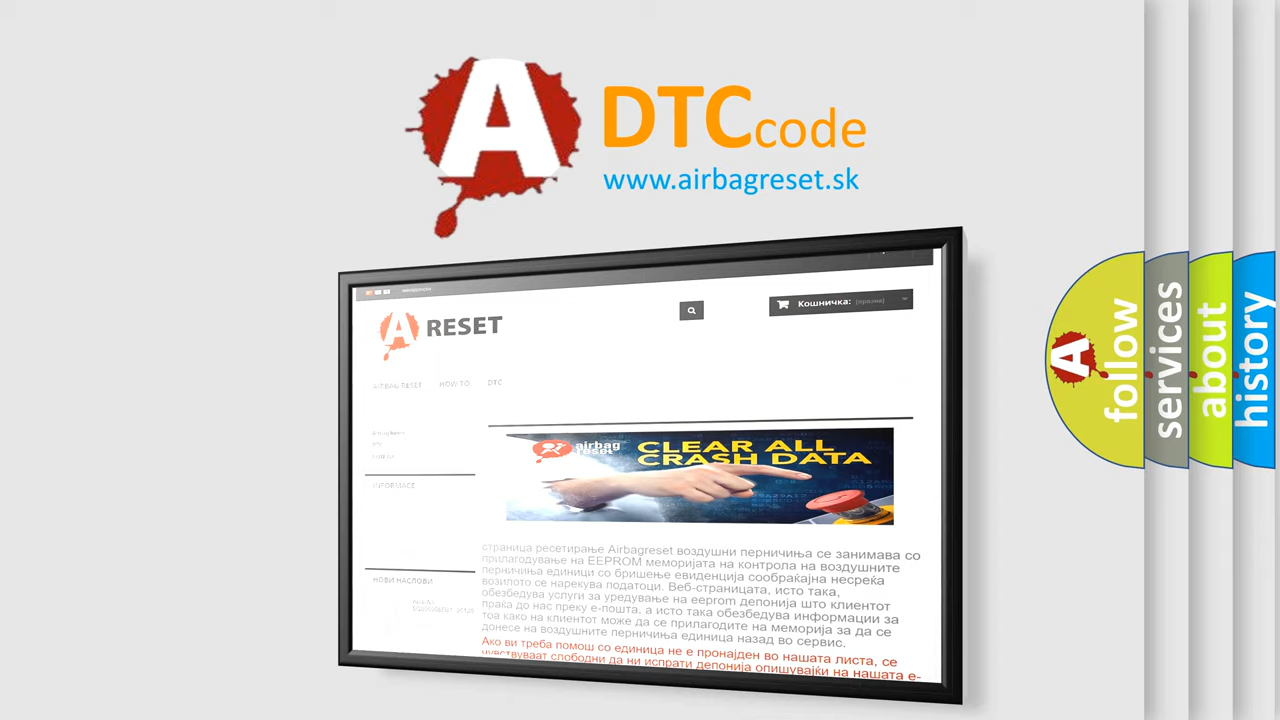 A
DTC code
www.airbagreset.sk
A RESET
Кошничка: (празни)
AIRBAG RESET HOW TO DTC
INFORMACE
airbag
reset
CLEAR ALL
CRASH DATA
страница ресетирање Airbagreset воздушни перничиња се занимава со
прилагодување на EEPROM меморијата на контрола на воздушните
перничиња единици со бришење евиденција сообраќајна несреќа
возилото се нарекува податоци. Веб-страницата, исто така,
обезбедува услуги за уредување на eeprom депонија што клиентот
праќа до нас преку е-пошта, а исто така обезбедува информации за
тоа како на клиентот може да се прилагодите на меморија за да се
донесе на воздушните перничиња единица назад во сервис.
Ако ви треба помош со единица не е пронајден во нашата листа, се
чувствуваат слободни да ни испрати депонија опишувајќи на нашата е-
НОВИ НАСЛОВИ
A
follow
services
about
history